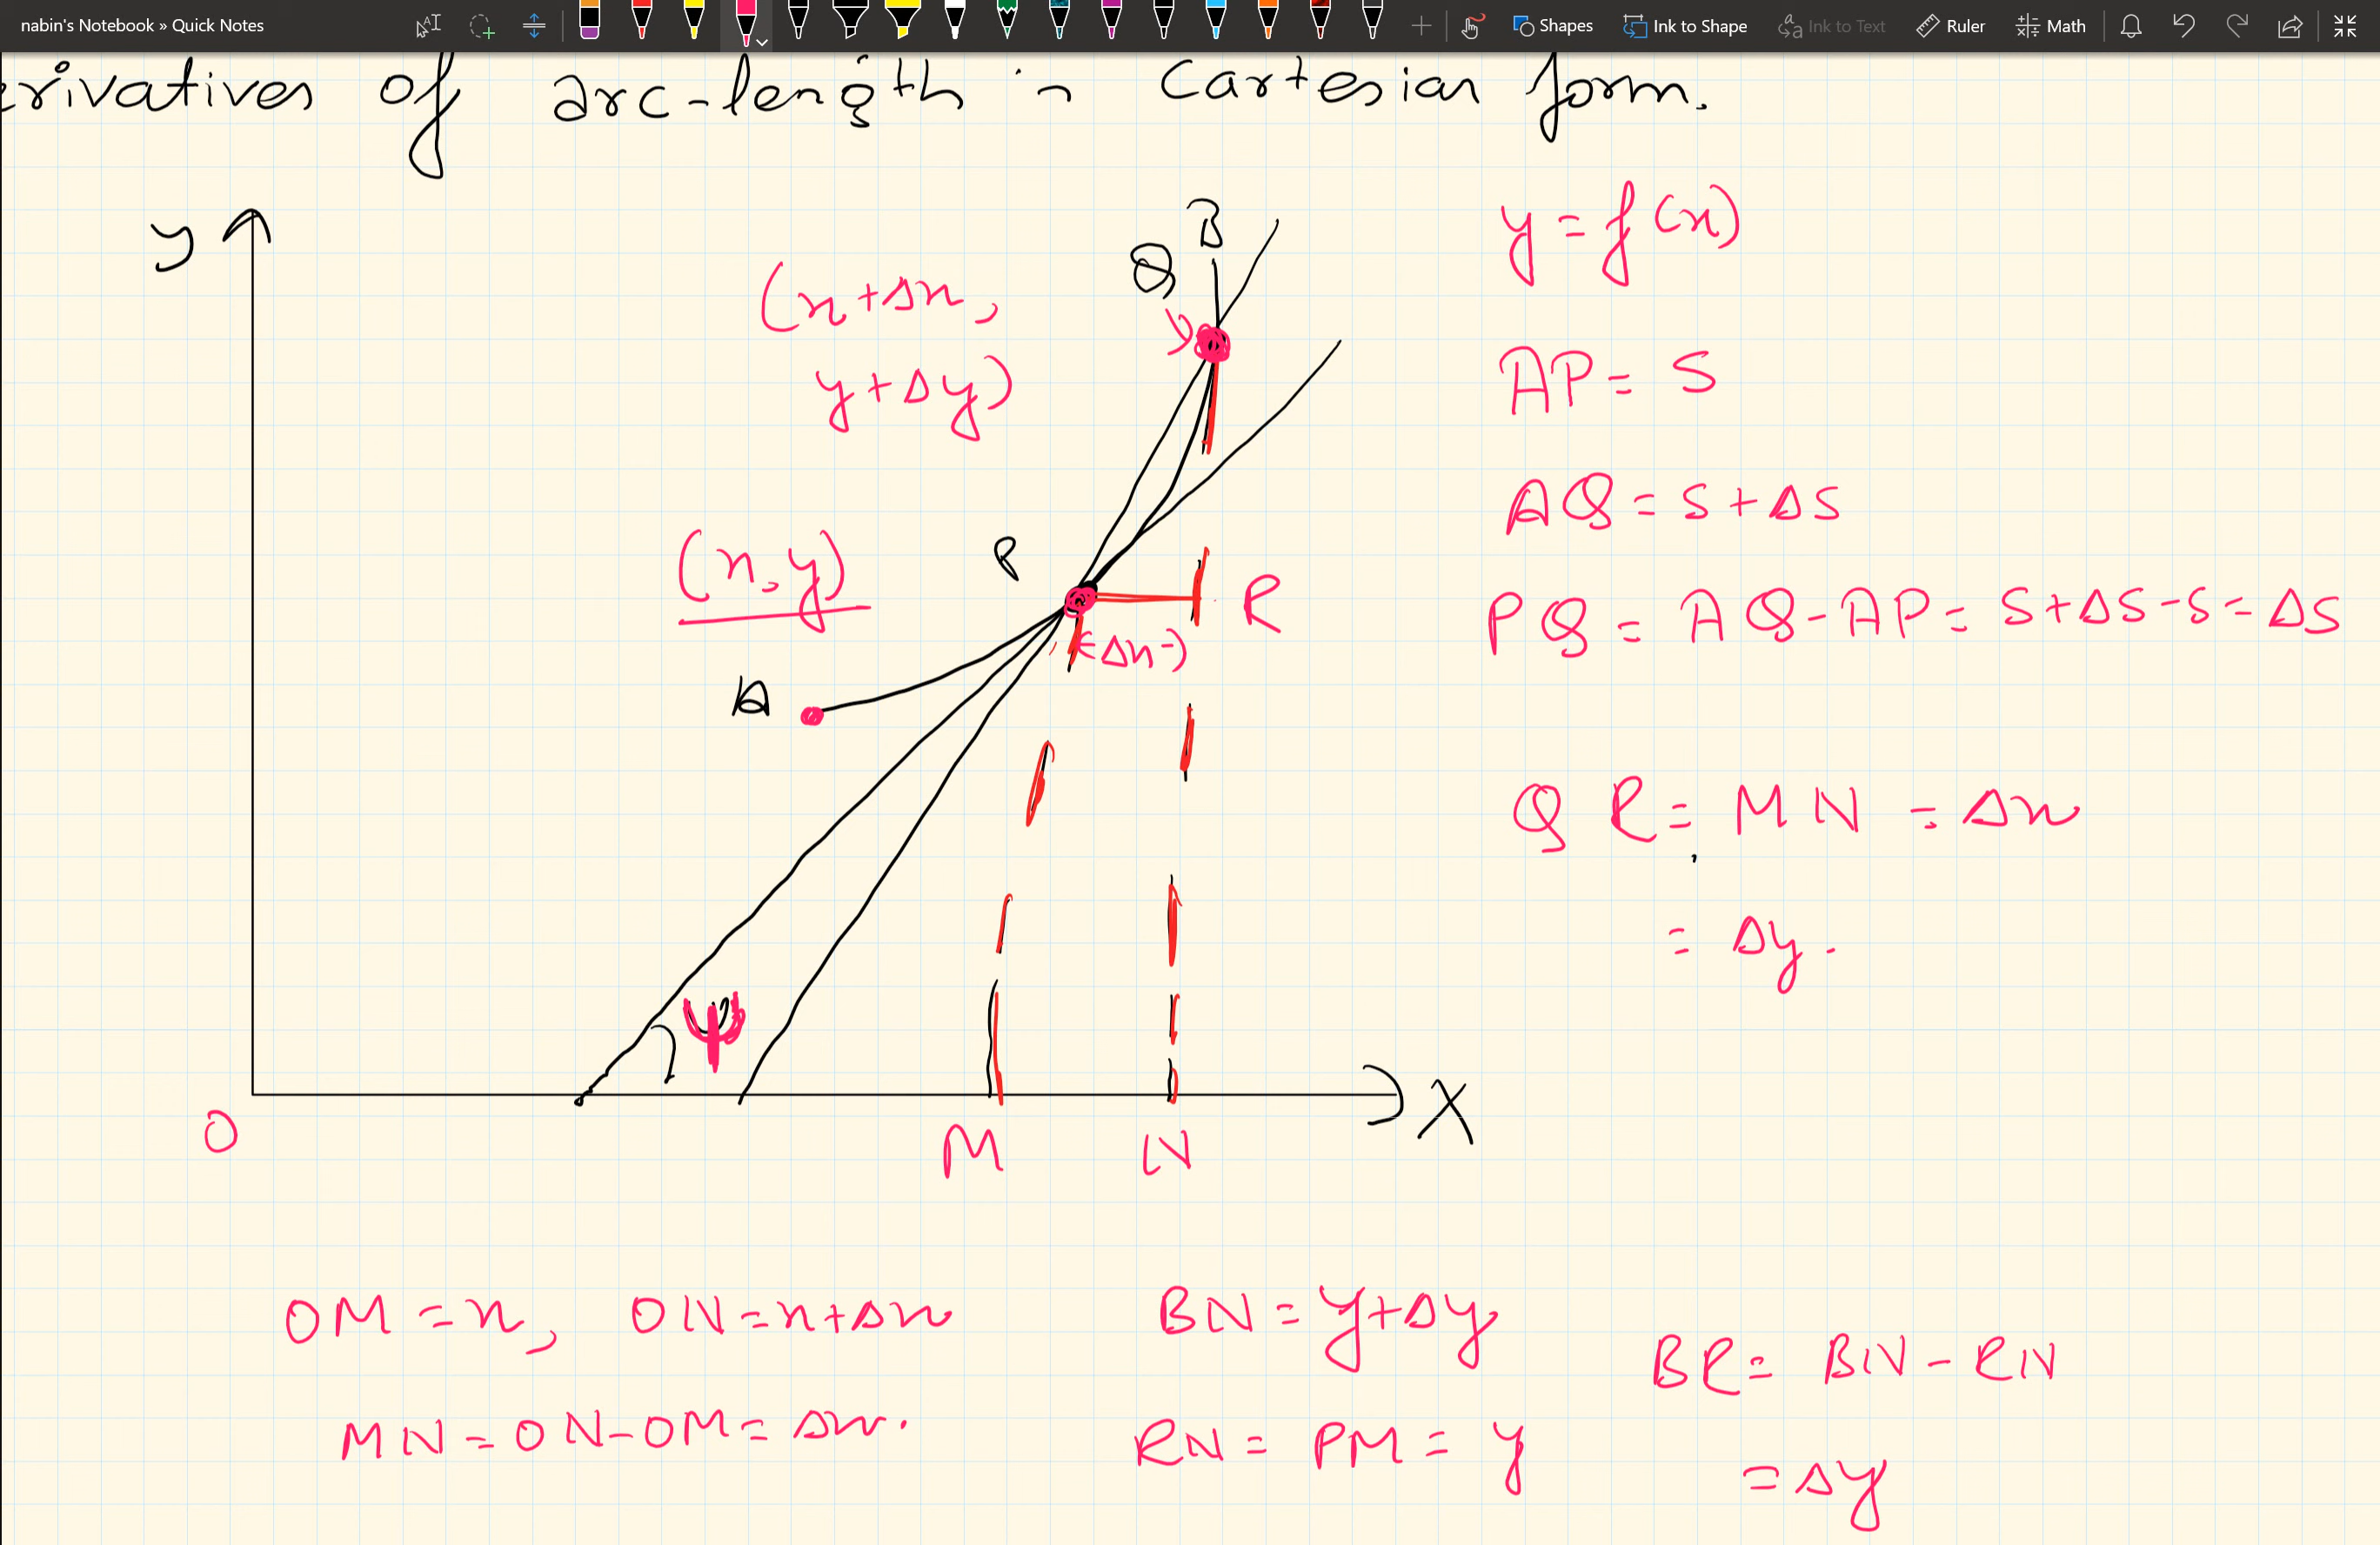 nabin's Notebook » Quick Notes
Shapes
Ink to Shape
Ink to Text
Ruler
Math
erivatives of arc-length in Cartesian form.
y
B
Q
y = f(x)
(x+Δx,
y+Δy)
AP = S
AQ = S + ΔS
P
(x, y)
R
PQ = AQ - AP = S + ΔS - S = ΔS
(-Δx-)
A
QR = MN = Δx
= Δy.
ψ
O
M
N
X
OM = x, ON = x + Δx
BN = y + Δy
BR = BN - RN
MN = ON - OM = Δx.
RN = PM = y
= Δy